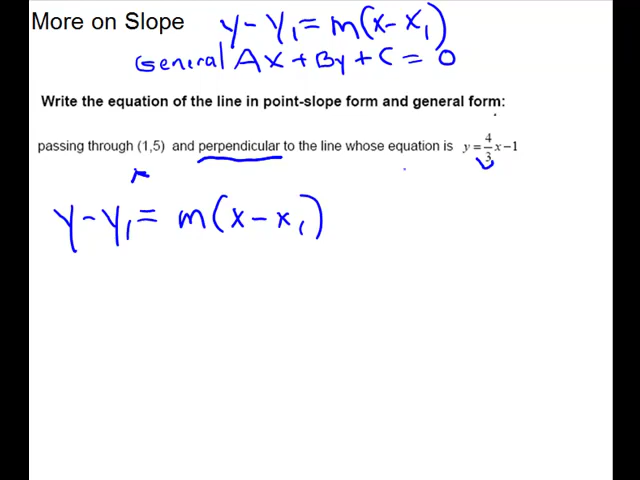 More on Slope y - y₁ = m(x - x₁)
General Ax + By + C = 0
Write the equation of the line in point-slope form and general form:
passing through (1,5) and perpendicular to the line whose equation is y = 4/3 x - 1
y - y₁ = m(x - x₁)